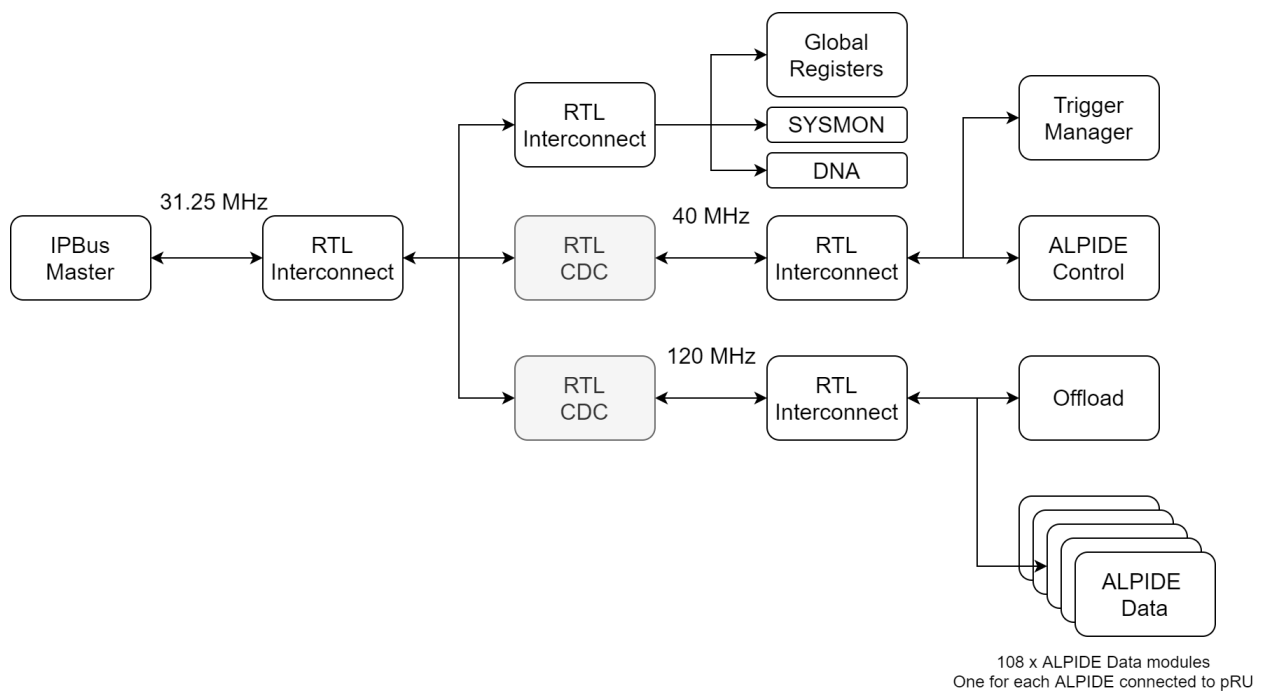 Global
Registers
RTL
Interconnect
SYSMON
DNA
Trigger
Manager
31.25 MHz
IPBus
Master
RTL
Interconnect
RTL
CDC
40 MHz
RTL
Interconnect
ALPIDE
Control
RTL
CDC
120 MHz
RTL
Interconnect
Offload
ALPIDE
Data
108 x ALPIDE Data modules
One for each ALPIDE connected to pRU